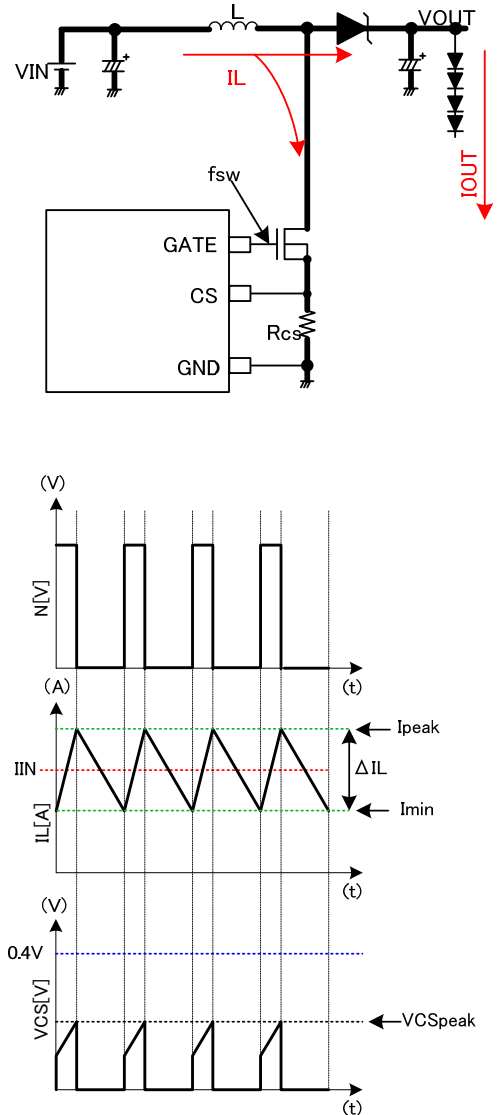 L
VOUT
VIN
IL
IOUT
fsw
GATE
CS
Rcs
GND
(V)
N[V]
(t)
(A)
Ipeak
IIN
ΔIL
Imin
IL[A]
(t)
(V)
0.4V
VCS[V]
VCSpeak
(t)